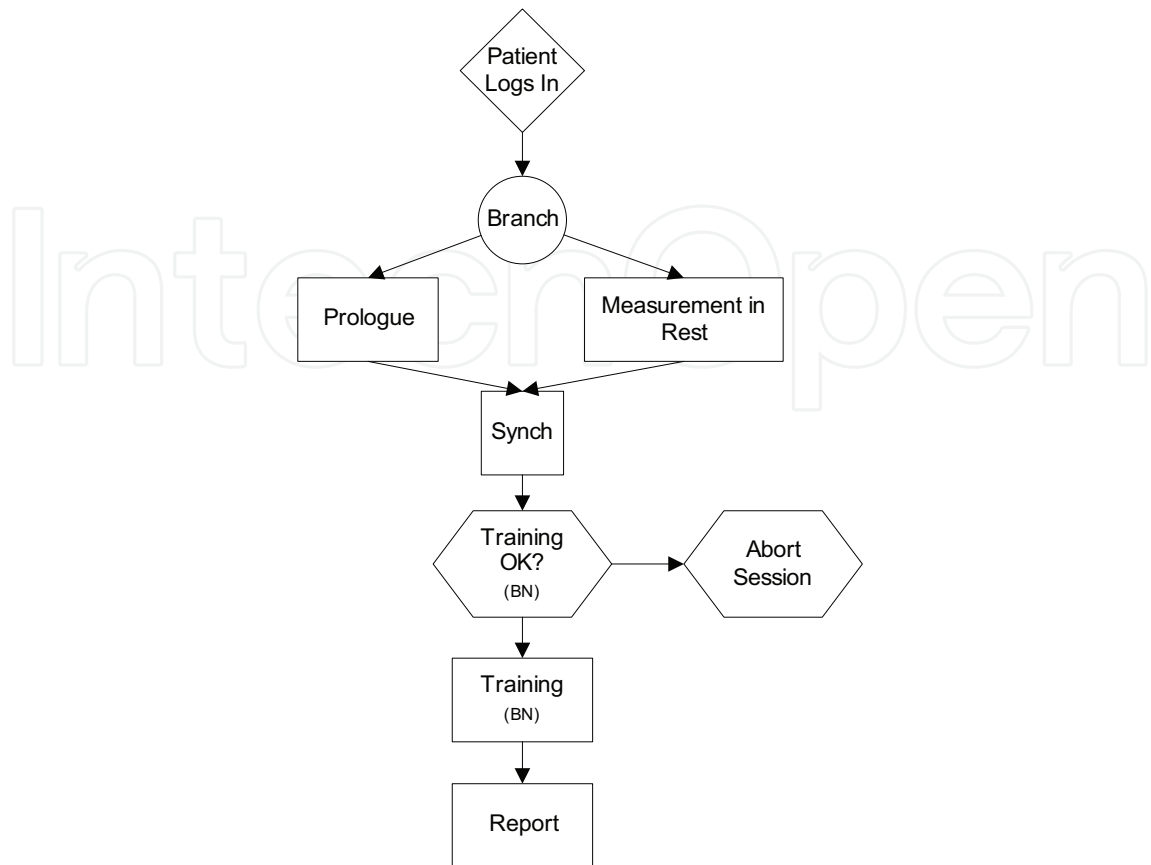 Patient
Logs In
Branch
Prologue
Measurement in
Rest
Synch
Training
OK?
(BN)
Abort
Session
Training
(BN)
Report
IntechOpen